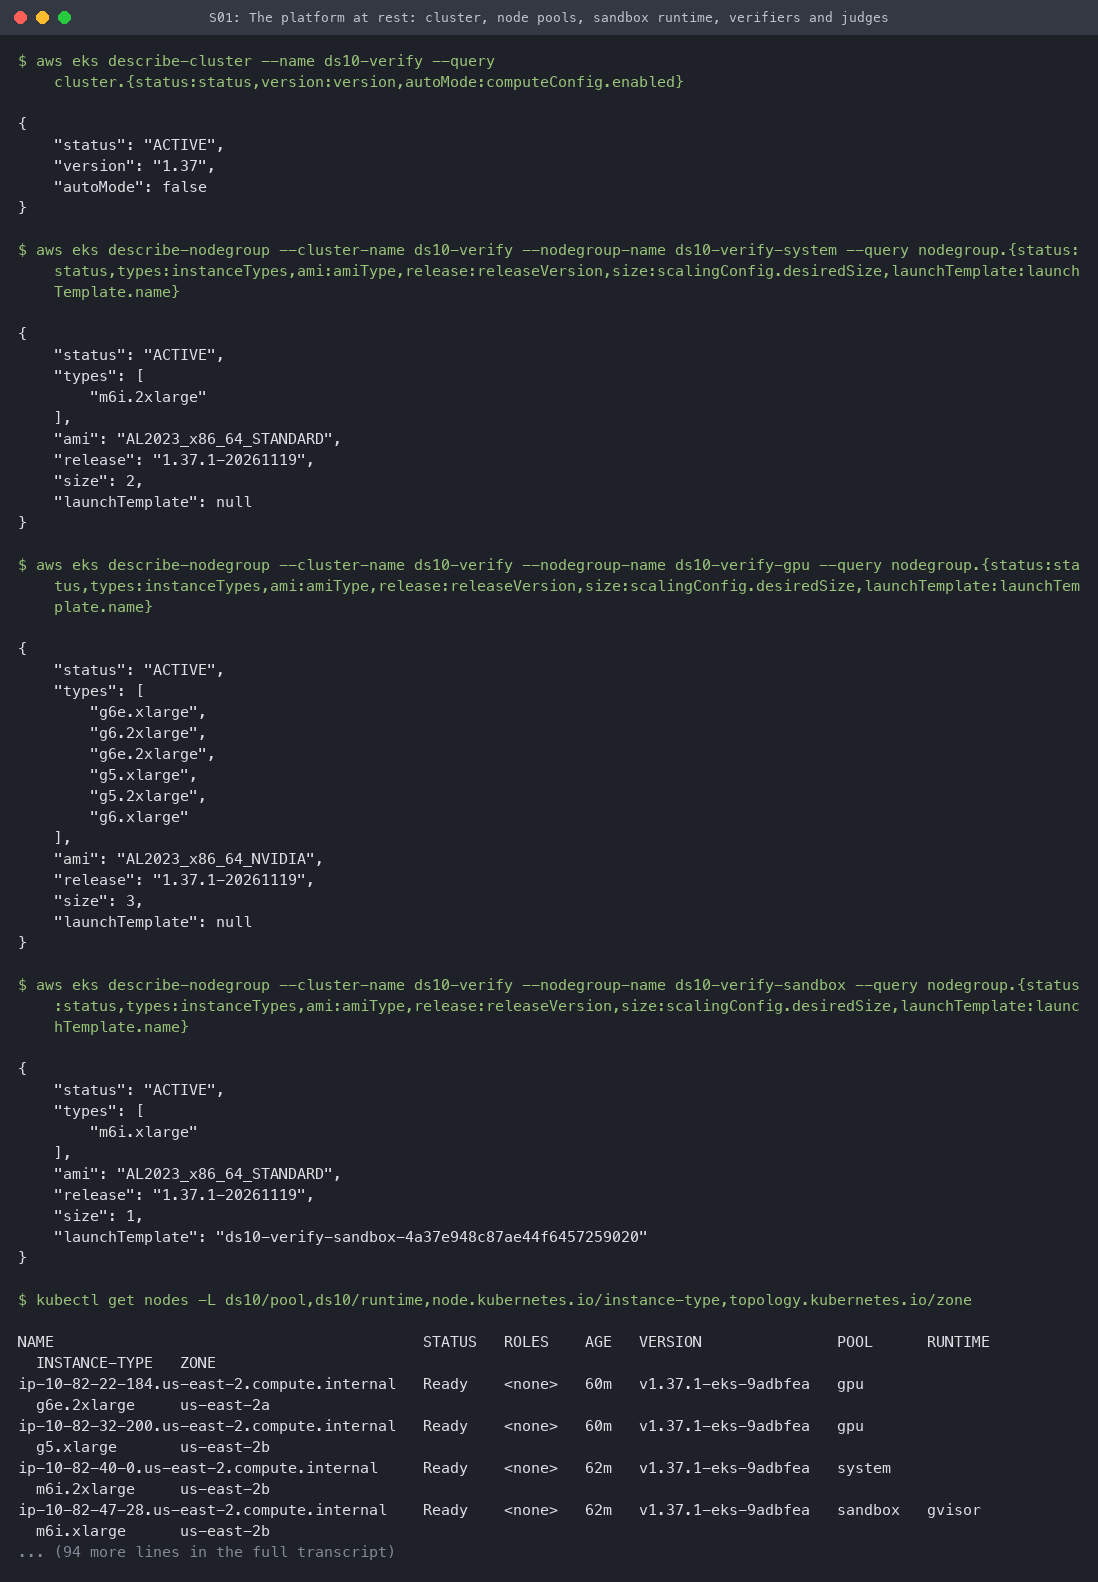 S01: The platform at rest: cluster, node pools, sandbox runtime, verifiers and judges
$ aws eks describe-cluster --name ds10-verify --query
cluster.{status:status,version:version,autoMode:computeConfig.enabled}
{
"status": "ACTIVE",
"version": "1.37",
"autoMode": false
}
$ aws eks describe-nodegroup --cluster-name ds10-verify --nodegroup-name ds10-verify-system --query nodegroup.{status:
status,types:instanceTypes,ami:amiType,release:releaseVersion,size:scalingConfig.desiredSize,launchTemplate:launch
Template.name}
{
"status": "ACTIVE",
"types": [
"m6i.2xlarge"
],
"ami": "AL2023_x86_64_STANDARD",
"release": "1.37.1-20261119",
"size": 2,
"launchTemplate": null
}
$ aws eks describe-nodegroup --cluster-name ds10-verify --nodegroup-name ds10-verify-gpu --query nodegroup.{status:sta
tus,types:instanceTypes,ami:amiType,release:releaseVersion,size:scalingConfig.desiredSize,launchTemplate:launchTem
plate.name}
{
"status": "ACTIVE",
"types": [
"g6e.xlarge",
"g6.2xlarge",
"g6e.2xlarge",
"g5.xlarge",
"g5.2xlarge",
"g6.xlarge"
],
"ami": "AL2023_x86_64_NVIDIA",
"release": "1.37.1-20261119",
"size": 3,
"launchTemplate": null
}
$ aws eks describe-nodegroup --cluster-name ds10-verify --nodegroup-name ds10-verify-sandbox --query nodegroup.{status
:status,types:instanceTypes,ami:amiType,release:releaseVersion,size:scalingConfig.desiredSize,launchTemplate:launc
hTemplate.name}
{
"status": "ACTIVE",
"types": [
"m6i.xlarge"
],
"ami": "AL2023_x86_64_STANDARD",
"release": "1.37.1-20261119",
"size": 1,
"launchTemplate": "ds10-verify-sandbox-4a37e948c87ae44f6457259020"
}
$ kubectl get nodes -L ds10/pool,ds10/runtime,node.kubernetes.io/instance-type,topology.kubernetes.io/zone
NAME STATUS ROLES AGE VERSION POOL RUNTIME
INSTANCE-TYPE ZONE
ip-10-82-22-184.us-east-2.compute.internal Ready <none> 60m v1.37.1-eks-9adbfea gpu
g6e.2xlarge us-east-2a
ip-10-82-32-200.us-east-2.compute.internal Ready <none> 60m v1.37.1-eks-9adbfea gpu
g5.xlarge us-east-2b
ip-10-82-40-0.us-east-2.compute.internal Ready <none> 62m v1.37.1-eks-9adbfea system
m6i.2xlarge us-east-2b
ip-10-82-47-28.us-east-2.compute.internal Ready <none> 62m v1.37.1-eks-9adbfea sandbox gvisor
m6i.xlarge us-east-2b
... (94 more lines in the full transcript)